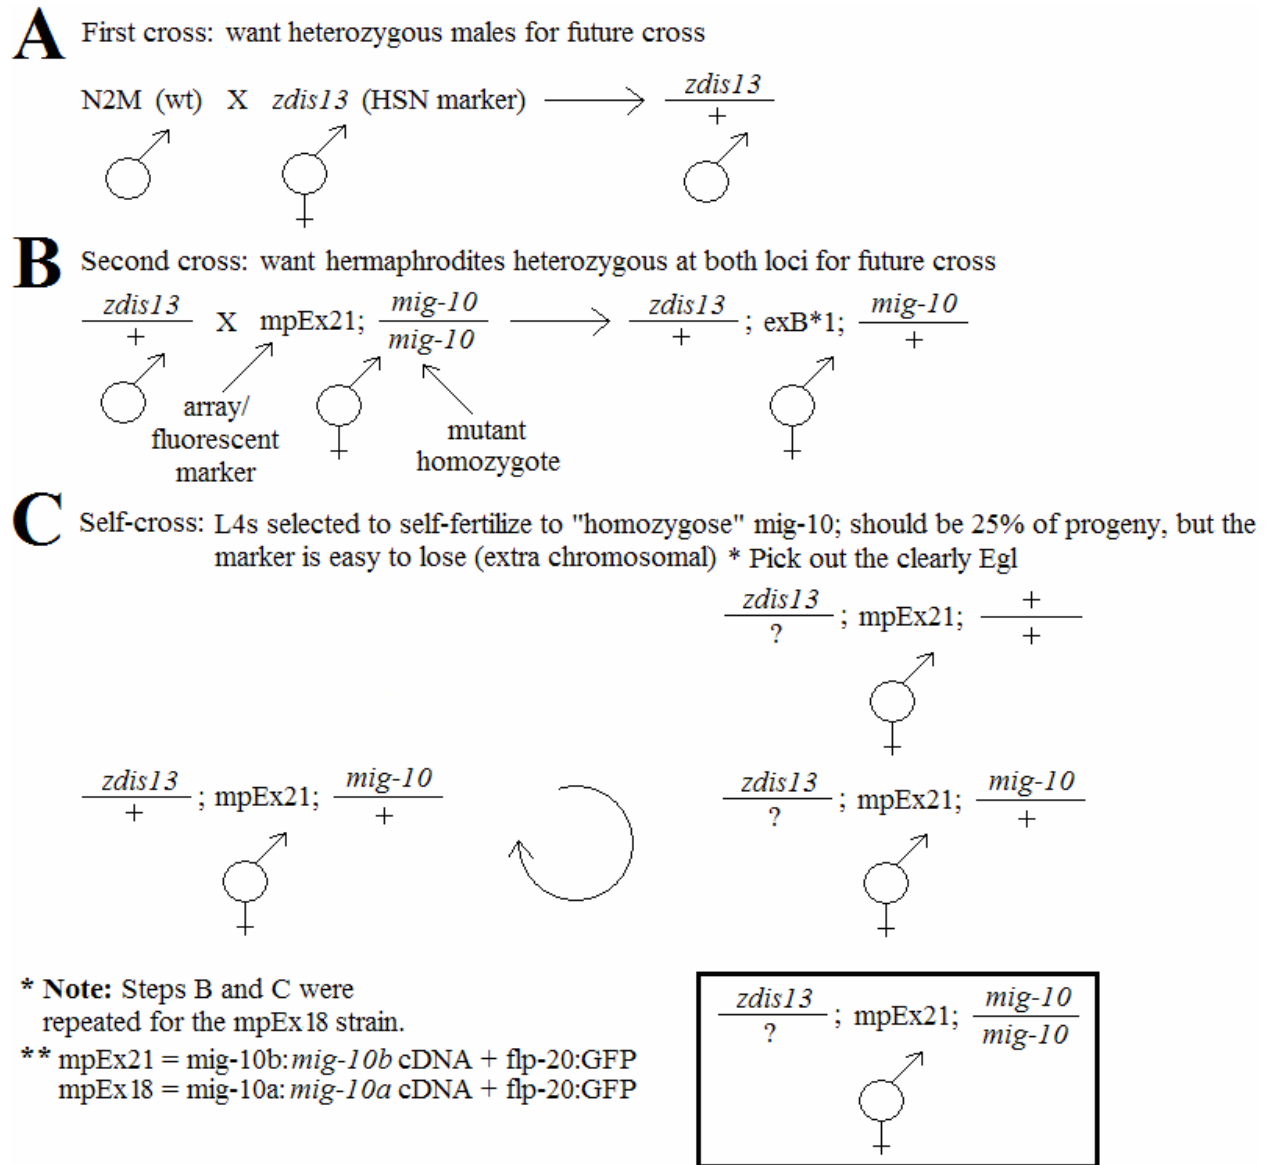 A First cross: want heterozygous males for future cross
N2M (wt) X zdis13 (HSN marker) zdis13
+
B Second cross: want hermaphrodites heterozygous at both loci for future cross
zdis13 X mpEx21; mig-10 zdis13 ; exB*1; mig-10
+ mig-10 + +
array/
fluorescent
marker
mutant
homozygote
C Self-cross: L4s selected to self-fertilize to "homozygose" mig-10; should be 25% of progeny, but the
marker is easy to lose (extra chromosomal) * Pick out the clearly Egl
zdis13 ; mpEx21; +
? +
zdis13 ; mpEx21; mig-10
+ +
zdis13 ; mpEx21; mig-10
? +
* Note: Steps B and C were
repeated for the mpEx18 strain.
** mpEx21 = mig-10b:mig-10b cDNA + flp-20:GFP
mpEx18 = mig-10a:mig-10a cDNA + flp-20:GFP
zdis13 ; mpEx21; mig-10
? mig-10